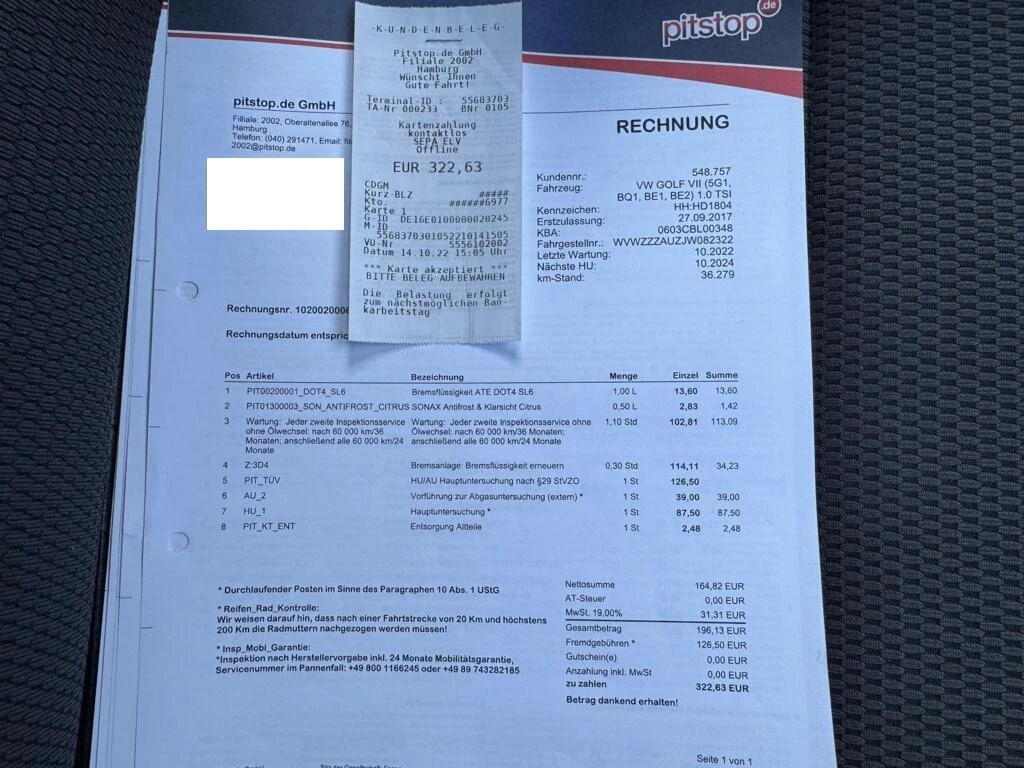 pitstop.de
-K-U-N-D-E-N-B-E-L-E-G-
Pitstop.de GmbH
Filiale 2002
Hamburg
Wünscht Ihnen
Gute Fahrt!
Terminal-ID : 55683703
TA-Nr 000233 BNr 0105
Kartenzahlung
kontaktlos
SEPA ELV
Offline
EUR 322,63
CDGM
Kurz-BLZ #####
Kto. ######6977
Karte 1
G-ID DE16E0100000020245
M-ID
5568370301052210141505
VU-Nr 5556102002
Datum 14.10.22 15:05 Uhr
*** Karte akzeptiert ***
BITTE BELEG AUFBEWAHREN
Die Belastung erfolgt
zum nächstmöglichen Ban-
karbeitstag
pitstop.de GmbH
Filiale: 2002, Oberaltenallee 76,
Hamburg
Telefon: (040) 291471, Email:
2002@pitstop.de
RECHNUNG
Kundennr.: 548.757
Fahrzeug: VW GOLF VII (5G1,
BQ1, BE1, BE2) 1.0 TSI
Kennzeichen: HH:HD1804
Erstzulassung: 27.09.2017
KBA: 0603CBL00348
Fahrgestellnr.: WVWZZZAUZJW082322
Letzte Wartung: 10.2022
Nächste HU: 10.2024
km-Stand: 36.279
Rechnungsnr. 1020020006
Rechnungsdatum
Pos Artikel Bezeichnung Menge Einzel Summe
1 PIT00200001_DOT4_SL6 Bremsflüssigkeit ATE DOT4 SL6 1,00 L 13,60 13,60
2 PIT01300003_SON_ANTIFROST_CITRUS SONAX Antifrost & Klarsicht Citrus 0,50 L 2,83 1,42
3 Wartung: Jeder zweite Inspektionsservice Wartung: Jeder zweite Inspektionsservice ohne 1,10 Std 102,81 113,09
ohne Ölwechsel: nach 60 000 km/36 Ölwechsel: nach 60 000 km/36 Monaten;
Monaten; anschließend alle 60 000 km/24 anschließend alle 60 000 km/24 Monate
Monate
4 Z:3D4 Bremsanlage: Bremsflüssigkeit erneuern 0,30 Std 114,11 34,23
5 PIT_TÜV HU/AU Hauptuntersuchung nach §29 StVZO 1 St 126,50
6 AU_2 Vorführung zur Abgasuntersuchung (extern) * 1 St 39,00 39,00
7 HU_1 Hauptuntersuchung * 1 St 87,50 87,50
8 PIT_KT_ENT Entsorgung Altteile 1 St 2,48 2,48
* Durchlaufender Posten im Sinne des Paragraphen 10 Abs. 1 UStG
* Reifen_Rad_Kontrolle:
Wir weisen darauf hin, dass nach einer Fahrtstrecke von 20 Km und höchstens
200 Km die Radmuttern nachgezogen werden müssen!
* Insp_Mobi_Garantie:
*Inspektion nach Herstellervorgabe inkl. 24 Monate Mobilitätsgarantie,
Servicenummer im Pannenfall: +49 800 1166245 oder +49 89 743282185
Nettosumme 164,82 EUR
AT-Steuer 0,00 EUR
MwSt. 19,00% 31,31 EUR
Gesamtbetrag 196,13 EUR
Fremdgebühren * 126,50 EUR
Gutschein(e) 0,00 EUR
Anzahlung inkl. MwSt 0,00 EUR
zu zahlen 322,63 EUR
Betrag dankend erhalten!
Seite 1 von 1